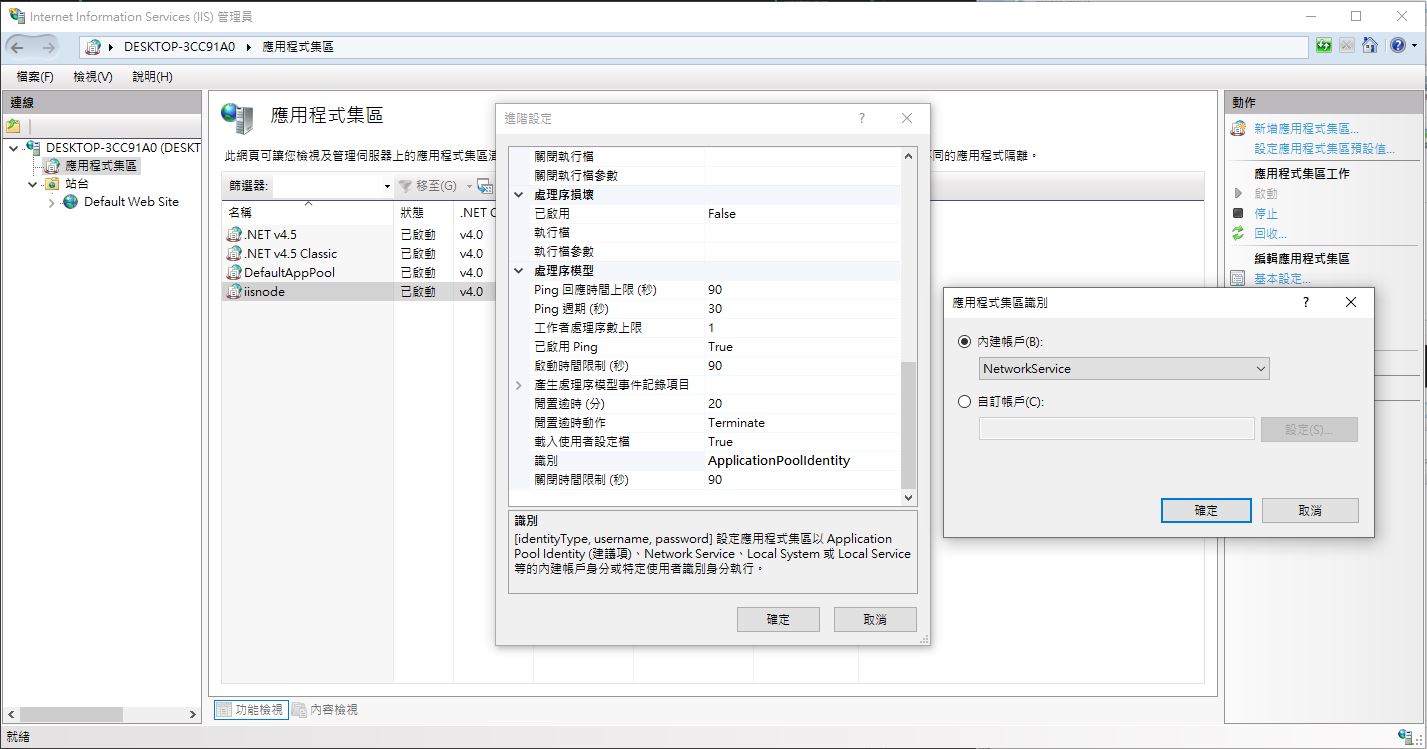 Internet Information Services (IIS) 管理員
DESKTOP-3CC91A0 應用程式集區
檔案(F) 檢視(V) 說明(H)
連線
DESKTOP-3CC91A0 (DESKT
應用程式集區
站台
Default Web Site
應用程式集區
此網頁可讓您檢視及管理伺服器上的應用程式集區
同的應用程式隔離。
篩選器: 移至(G)
名稱 狀態 .NET C
.NET v4.5 已啟動 v4.0
.NET v4.5 Classic 已啟動 v4.0
DefaultAppPool 已啟動 v4.0
iisnode 已啟動 v4.0
功能檢視 內容檢視
就緒
進階設定 ?
關閉執行檔
關閉執行檔參數
處理序損壞
已啟用 False
執行檔
執行檔參數
處理序模型
Ping 回應時間上限 (秒) 90
Ping 週期 (秒) 30
工作者處理序數上限 1
已啟用 Ping True
啟動時間限制 (秒) 90
產生處理序模型事件記錄項目
閒置逾時 (分) 20
閒置逾時動作 Terminate
載入使用者設定檔 True
識別 ApplicationPoolIdentity
關閉時間限制 (秒) 90
識別
[identityType, username, password] 設定應用程式集區以 Application
Pool Identity (建議項)、Network Service、Local System 或 Local Service
等的內建帳戶身分或特定使用者識別身分執行。
確定 取消
動作
新增應用程式集區...
設定應用程式集區預設值...
應用程式集區工作
啟動
停止
回收...
編輯應用程式集區
基本設定...
應用程式集區識別 ?
內建帳戶(B):
NetworkService
自訂帳戶(C):
設定(S)...
確定 取消